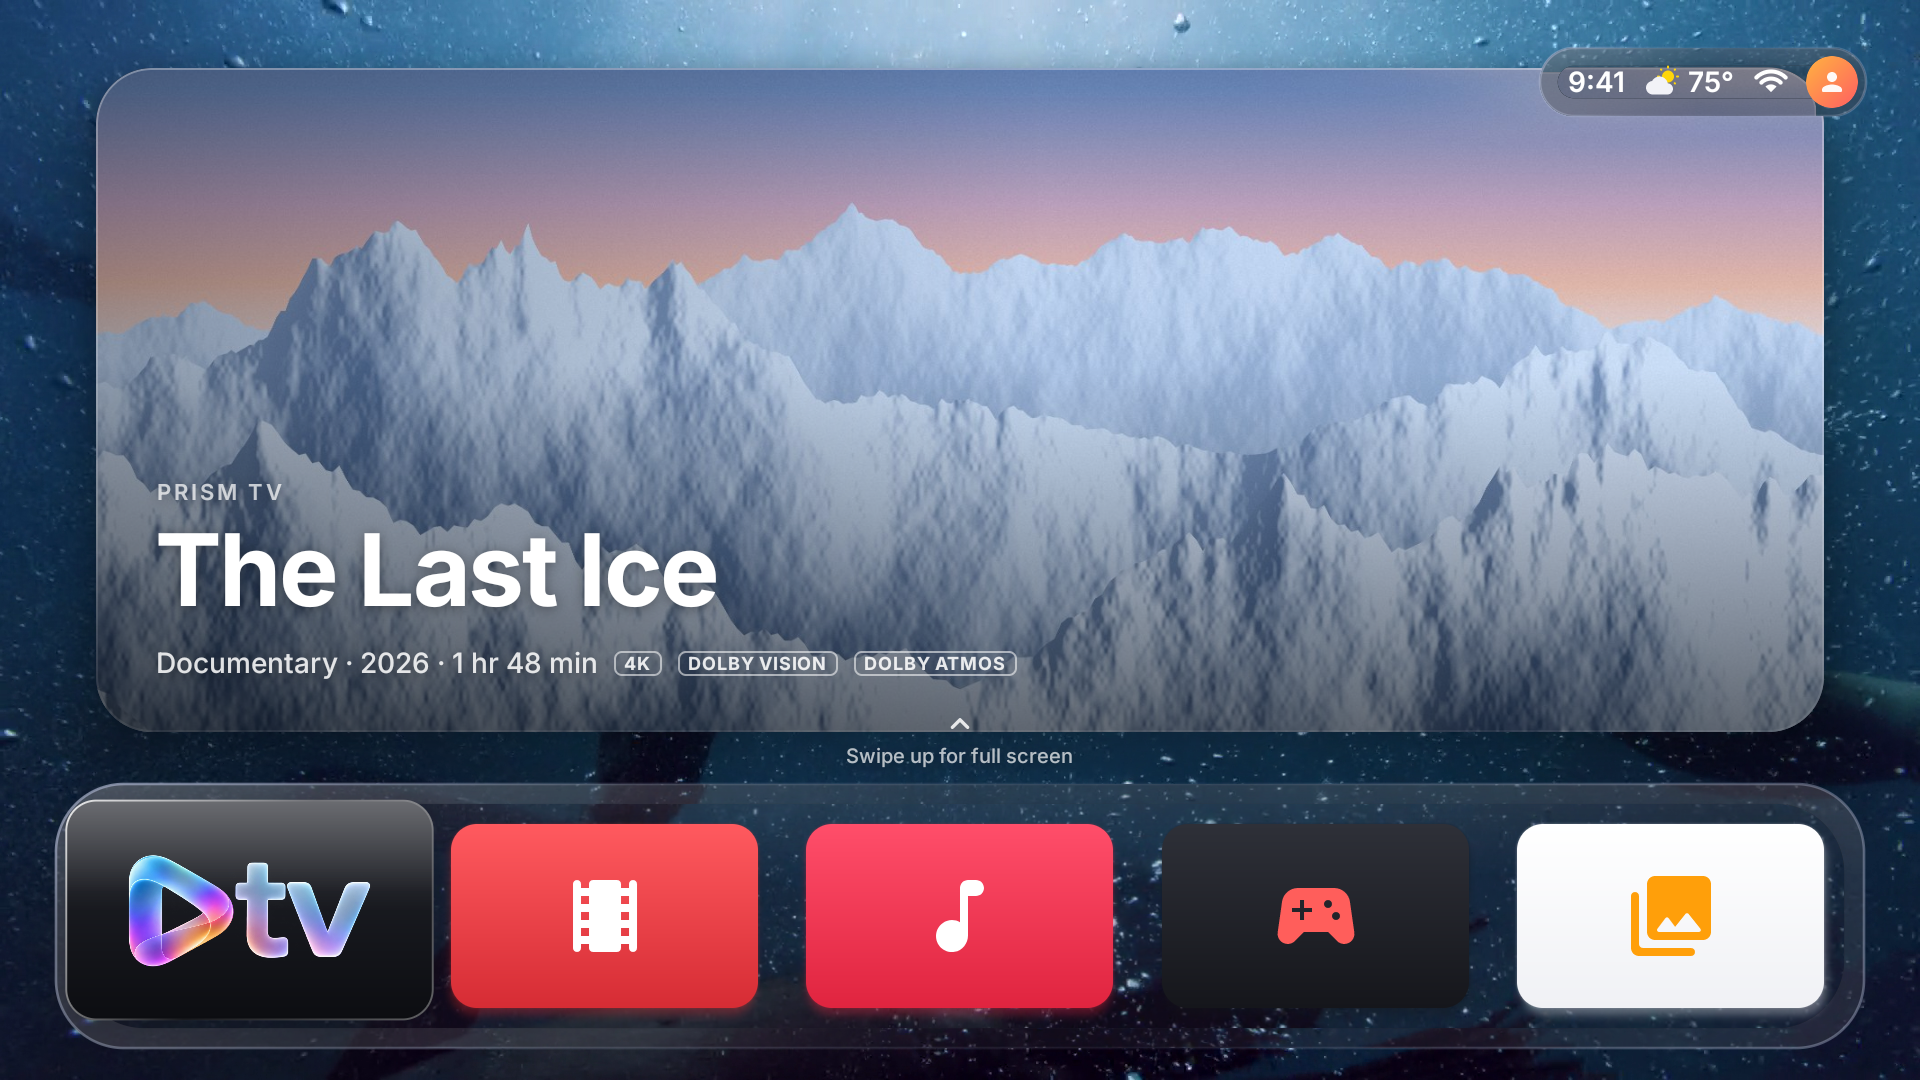 9:41 75°
PRISM TV
The Last Ice
Documentary · 2026 · 1 hr 48 min 4K DOLBY VISION DOLBY ATMOS
Swipe up for full screen
tv